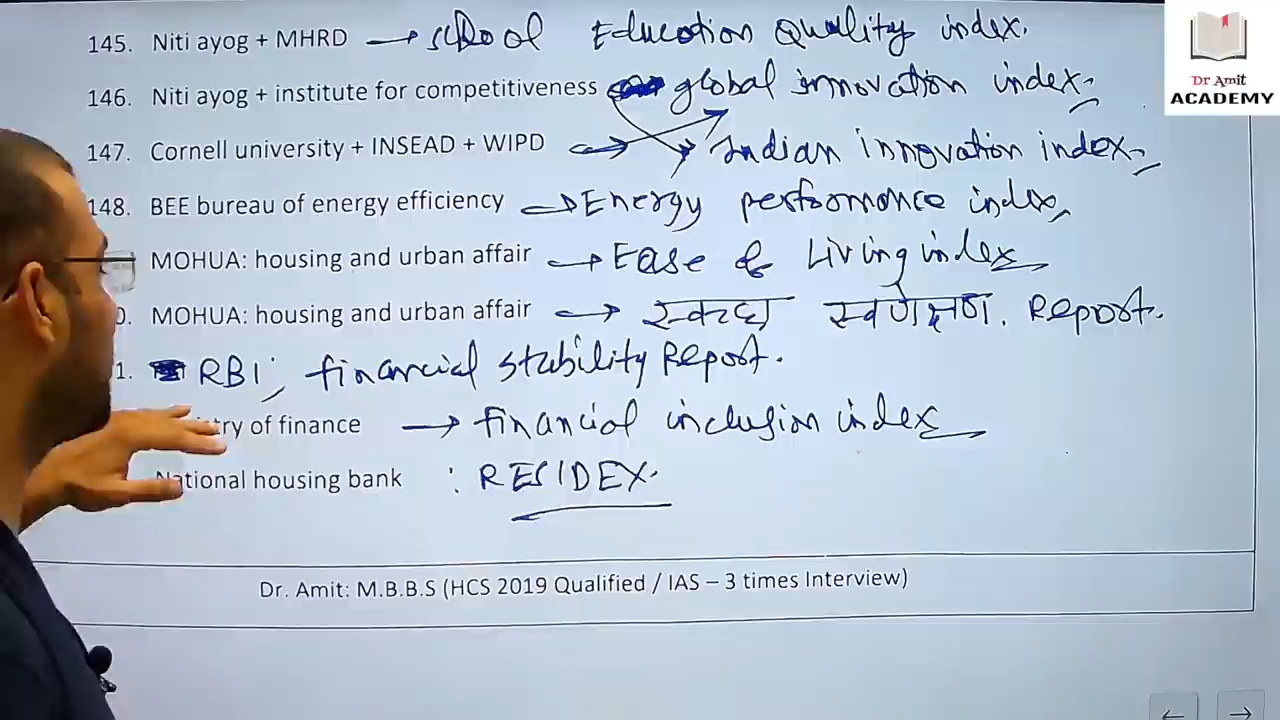 145. Niti ayog + MHRD → school Education Quality index.
146. Niti ayog + institute for competitiveness global innovation index.
147. Cornell university + INSEAD + WIPD → Indian innovation index.
148. BEE bureau of energy efficiency → Energy performance index
MOHUA: housing and urban affair → Ease of Living index
0. MOHUA: housing and urban affair → Report.
1. RBI, financial stability Report.
try of finance → financial inclusion index
National housing bank : RESIDEX.
Dr. Amit: M.B.B.S (HCS 2019 Qualified / IAS – 3 times Interview)
Dr Amit
ACADEMY